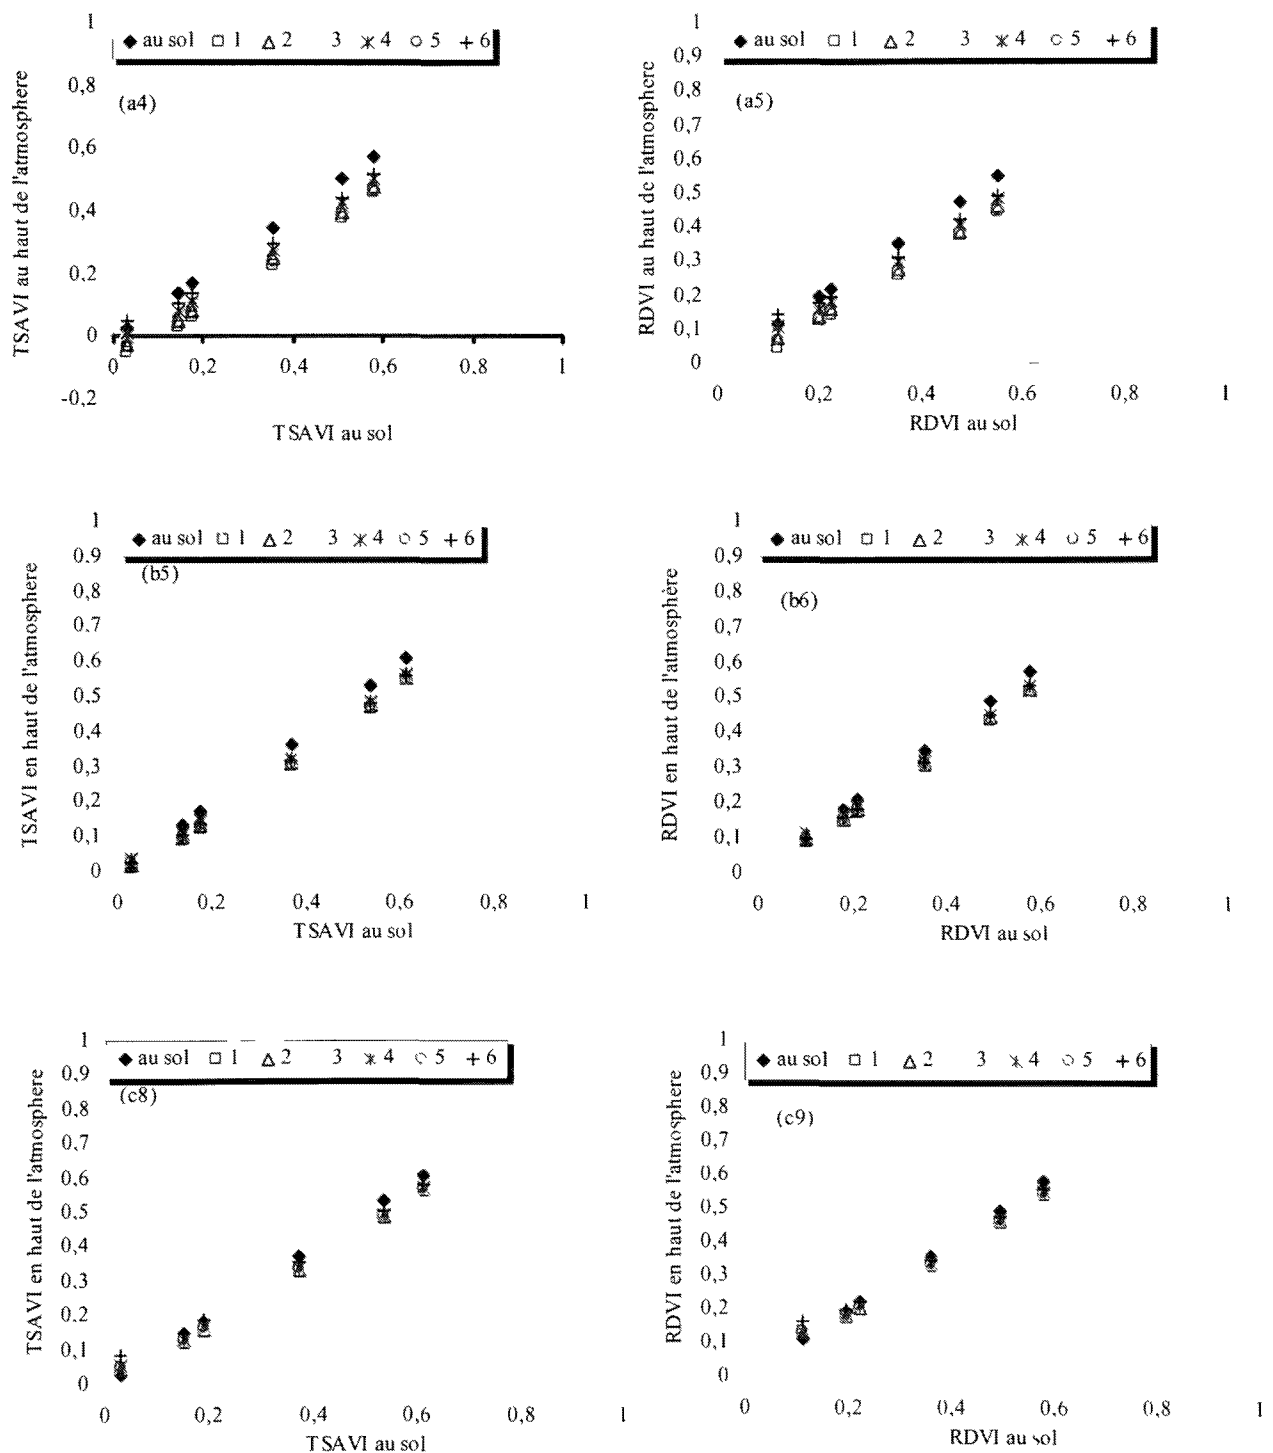 1
◆ au sol □ 1 △ 2 3 ж 4 ○ 5 + 6
0,8
(a4)
0,6
0,4
0,2
0
-0,2
TSAVI au haut de l'atmosphere
0 0,2 0,4 0,6 0,8 1
TSAVI au sol
1
◆ au sol □ 1 △ 2 3 ж 4 ○ 5 + 6
0,9
0,8
(a5)
0,7
0,6
0,5
0,4
0,3
0,2
0,1
0
RDVI au haut de l'atmosphere
0 0,2 0,4 0,6 0,8 1
RDVI au sol
1
◆ au sol □ 1 △ 2 3 ж 4 ○ 5 + 6
0,9
(b5)
0,8
0,7
0,6
0,5
0,4
0,3
0,2
0,1
0
TSAVI en haut de l'atmosphere
0 0,2 0,4 0,6 0,8 1
TSAVI au sol
1
◆ au sol □ 1 △ 2 3 ж 4 ○ 5 + 6
0,9
0,8
(b6)
0,7
0,6
0,5
0,4
0,3
0,2
0,1
0
RDVI en haut de l'atmosphère
0 0,2 0,4 0,6 0,8 1
RDVI au sol
1
◆ au sol □ 1 △ 2 3 ж 4 ○ 5 + 6
0,9
(c8)
0,8
0,7
0,6
0,5
0,4
0,3
0,2
0,1
0
TSAVI en haut de l'atmosphere
0 0,2 0,4 0,6 0,8 1
TSAVI au sol
1
◆ au sol □ 1 △ 2 3 ж 4 ○ 5 + 6
0,9
0,8
(c9)
0,7
0,6
0,5
0,4
0,3
0,2
0,1
0
RDVI en haut de l'atmosphere
0 0,2 0,4 0,6 0,8 1
RDVI au sol